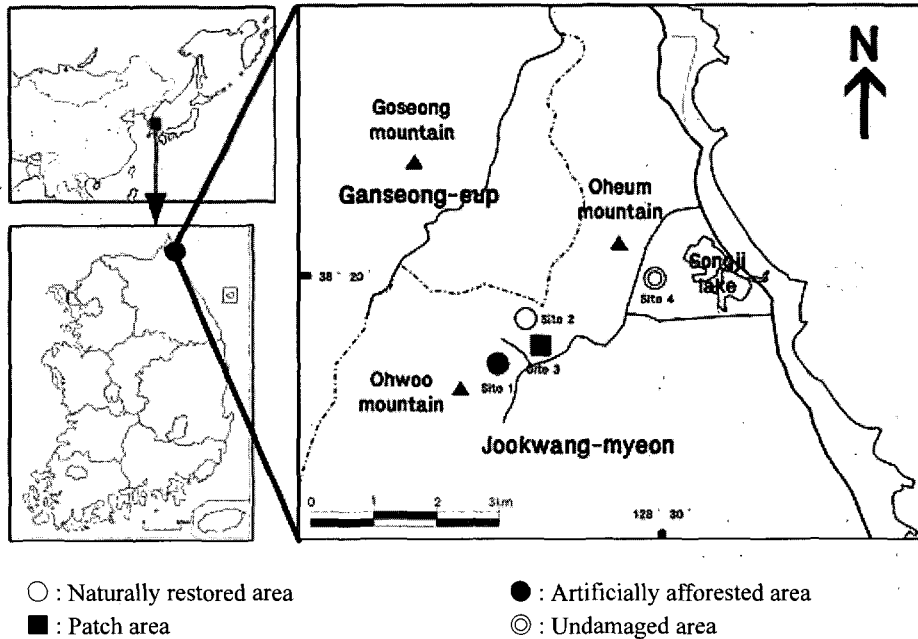 N
Goseong
mountain
Ganseong-eup
Oheum
mountain
Songji
lake
38° 20
Site 4
Site 2
Site 3
Site 1
Ohwoo
mountain
Jookwang-myeon
0 1 2 3km
128° 30
○ : Naturally restored area
● : Artificially afforested area
■ : Patch area
◎ : Undamaged area